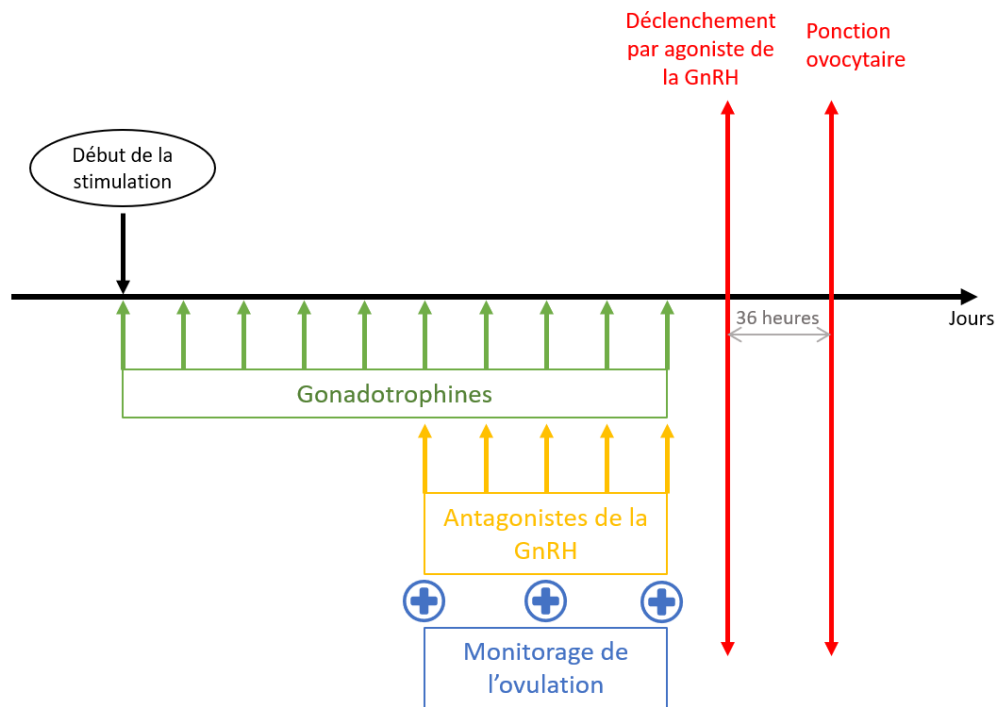 Déclenchement
par agoniste de
la GnRH
Ponction
ovocytaire
Début de la
stimulation
36 heures
Jours
Gonadotrophines
Antagonistes de la
GnRH
Monitorage de
l'ovulation